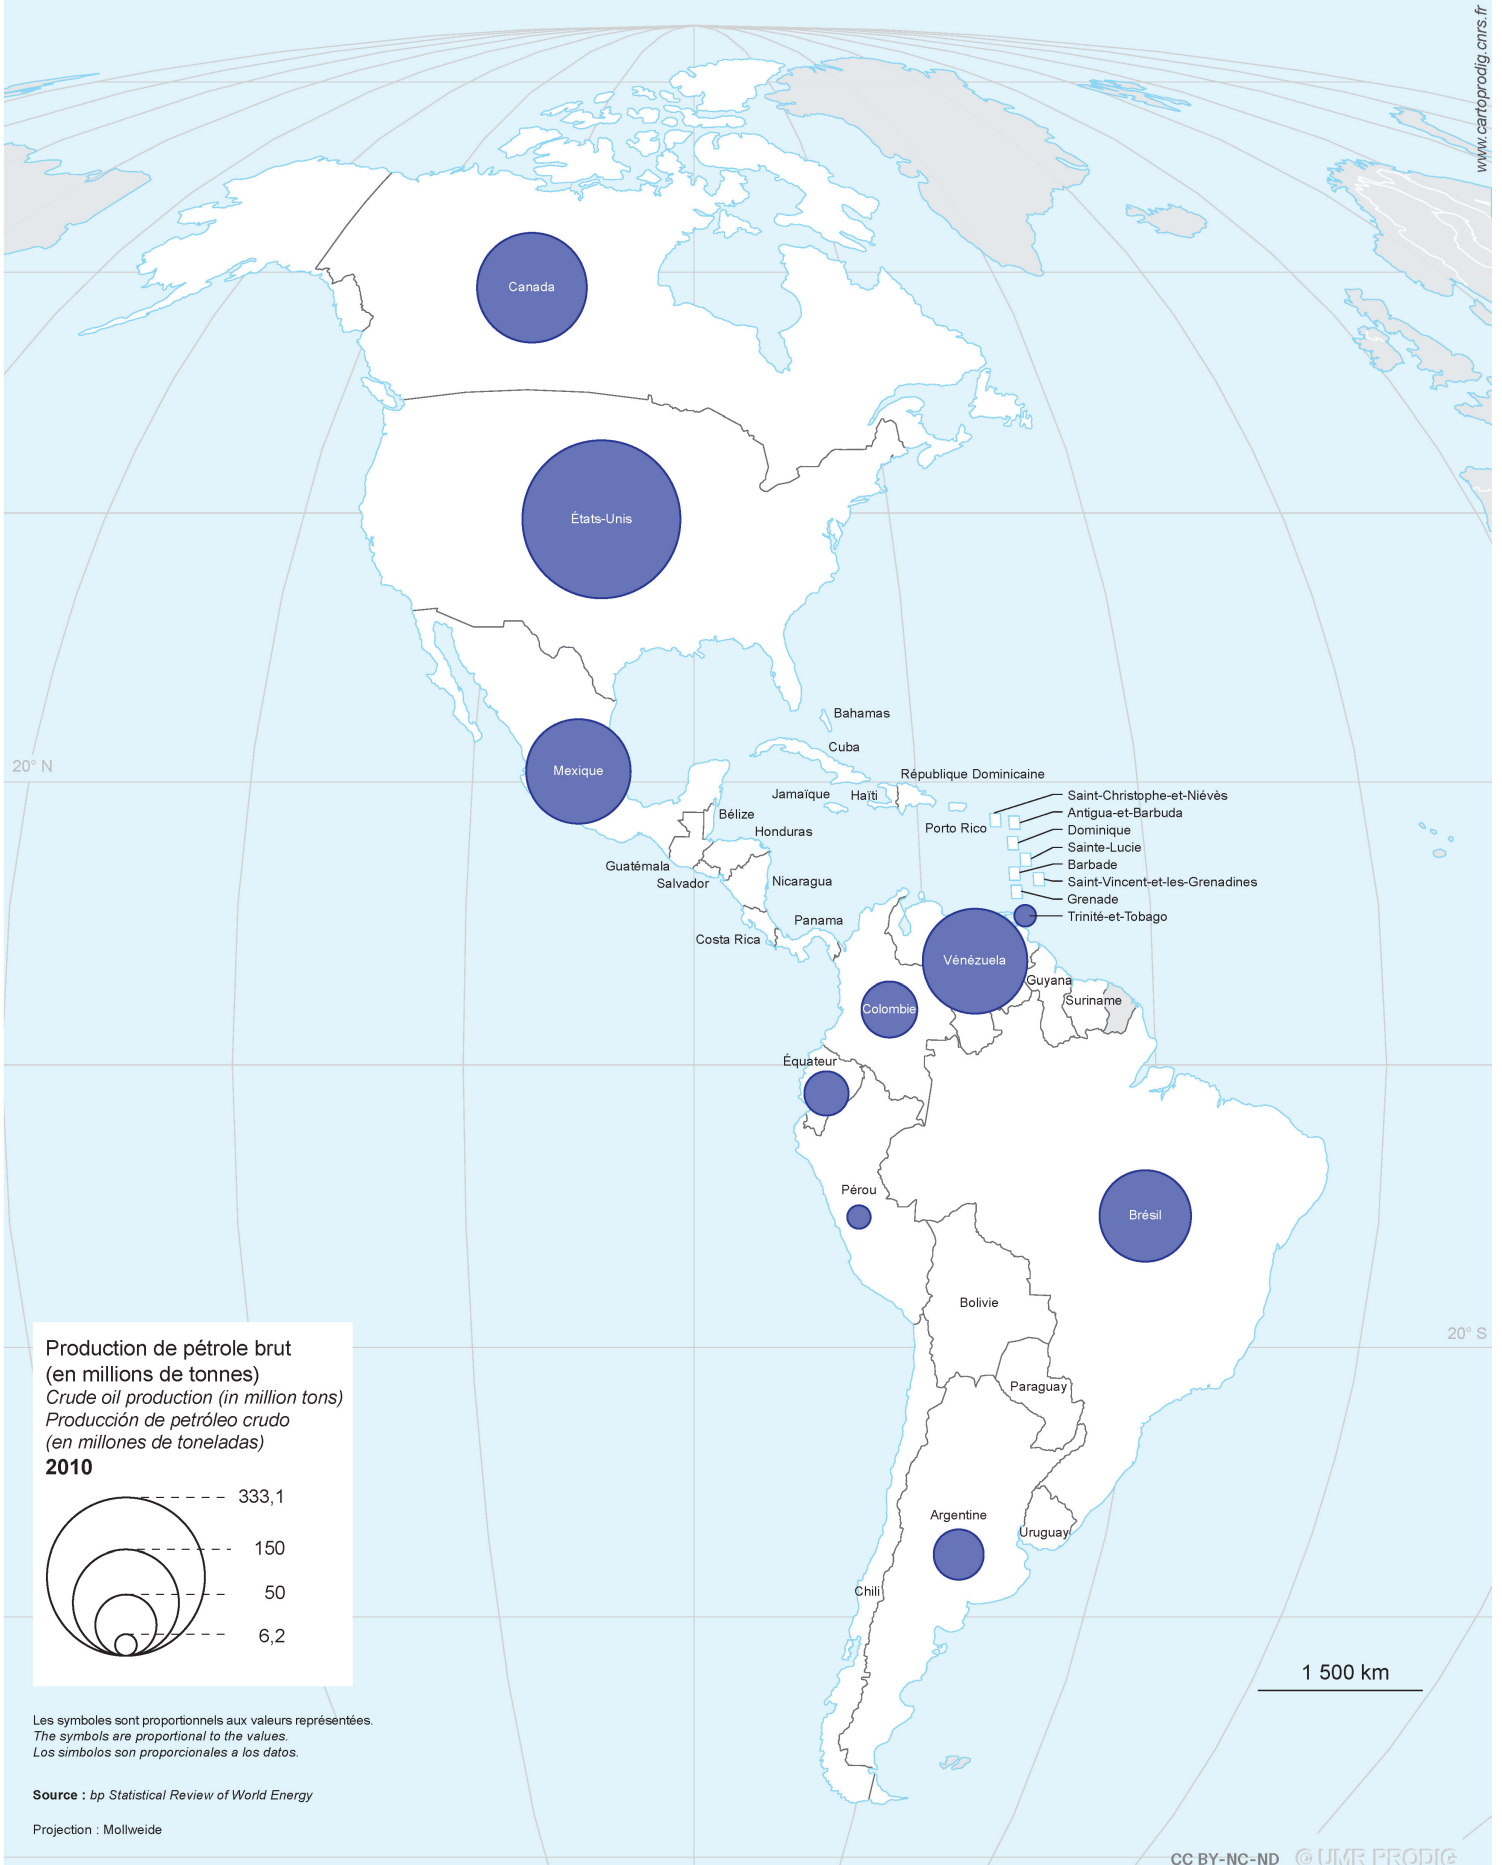 www.cartoprodig.cnrs.fr
Canada
États-Unis
Bahamas
Cuba
20° N
Mexique
République Dominicaine
Jamaïque
Haïti
Saint-Christophe-et-Niévès
Antigua-et-Barbuda
Bélize
Porto Rico
Dominique
Honduras
Sainte-Lucie
Guatémala
Barbade
Salvador
Nicaragua
Saint-Vincent-et-les-Grenadines
Grenade
Panama
Trinité-et-Tobago
Costa Rica
Vénézuela
Guyana
Suriname
Colombie
Équateur
Pérou
Brésil
Bolivie
20° S
Paraguay
Argentine
Uruguay
Chili
Production de pétrole brut
(en millions de tonnes)
Crude oil production (in million tons)
Producción de petróleo crudo
(en millones de toneladas)
2010
333,1
150
50
6,2
1 500 km
Les symboles sont proportionnels aux valeurs représentées.
The symbols are proportional to the values.
Los simbolos son proporcionales a los datos.
Source : bp Statistical Review of World Energy
Projection : Mollweide
CC BY-NC-ND © UMR PRODIG